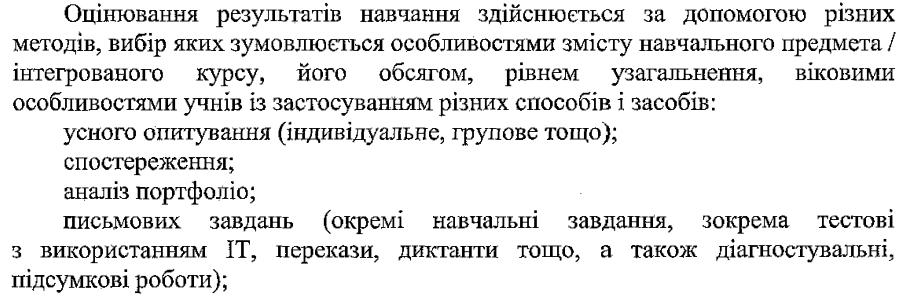 Оцінювання результатів навчання здійснюється за допомогою різних
методів, вибір яких зумовлюється особливостями змісту навчального предмета /
інтегрованого курсу, його обсягом, рівнем узагальнення, віковими
особливостями учнів із застосуванням різних способів і засобів:
усного опитування (індивідуальне, групове тощо);
спостереження;
аналіз портфоліо;
письмових завдань (окремі навчальні завдання, зокрема тестові
з використанням ІТ, перекази, диктанти тощо, а також діагностувальні,
підсумкові роботи);